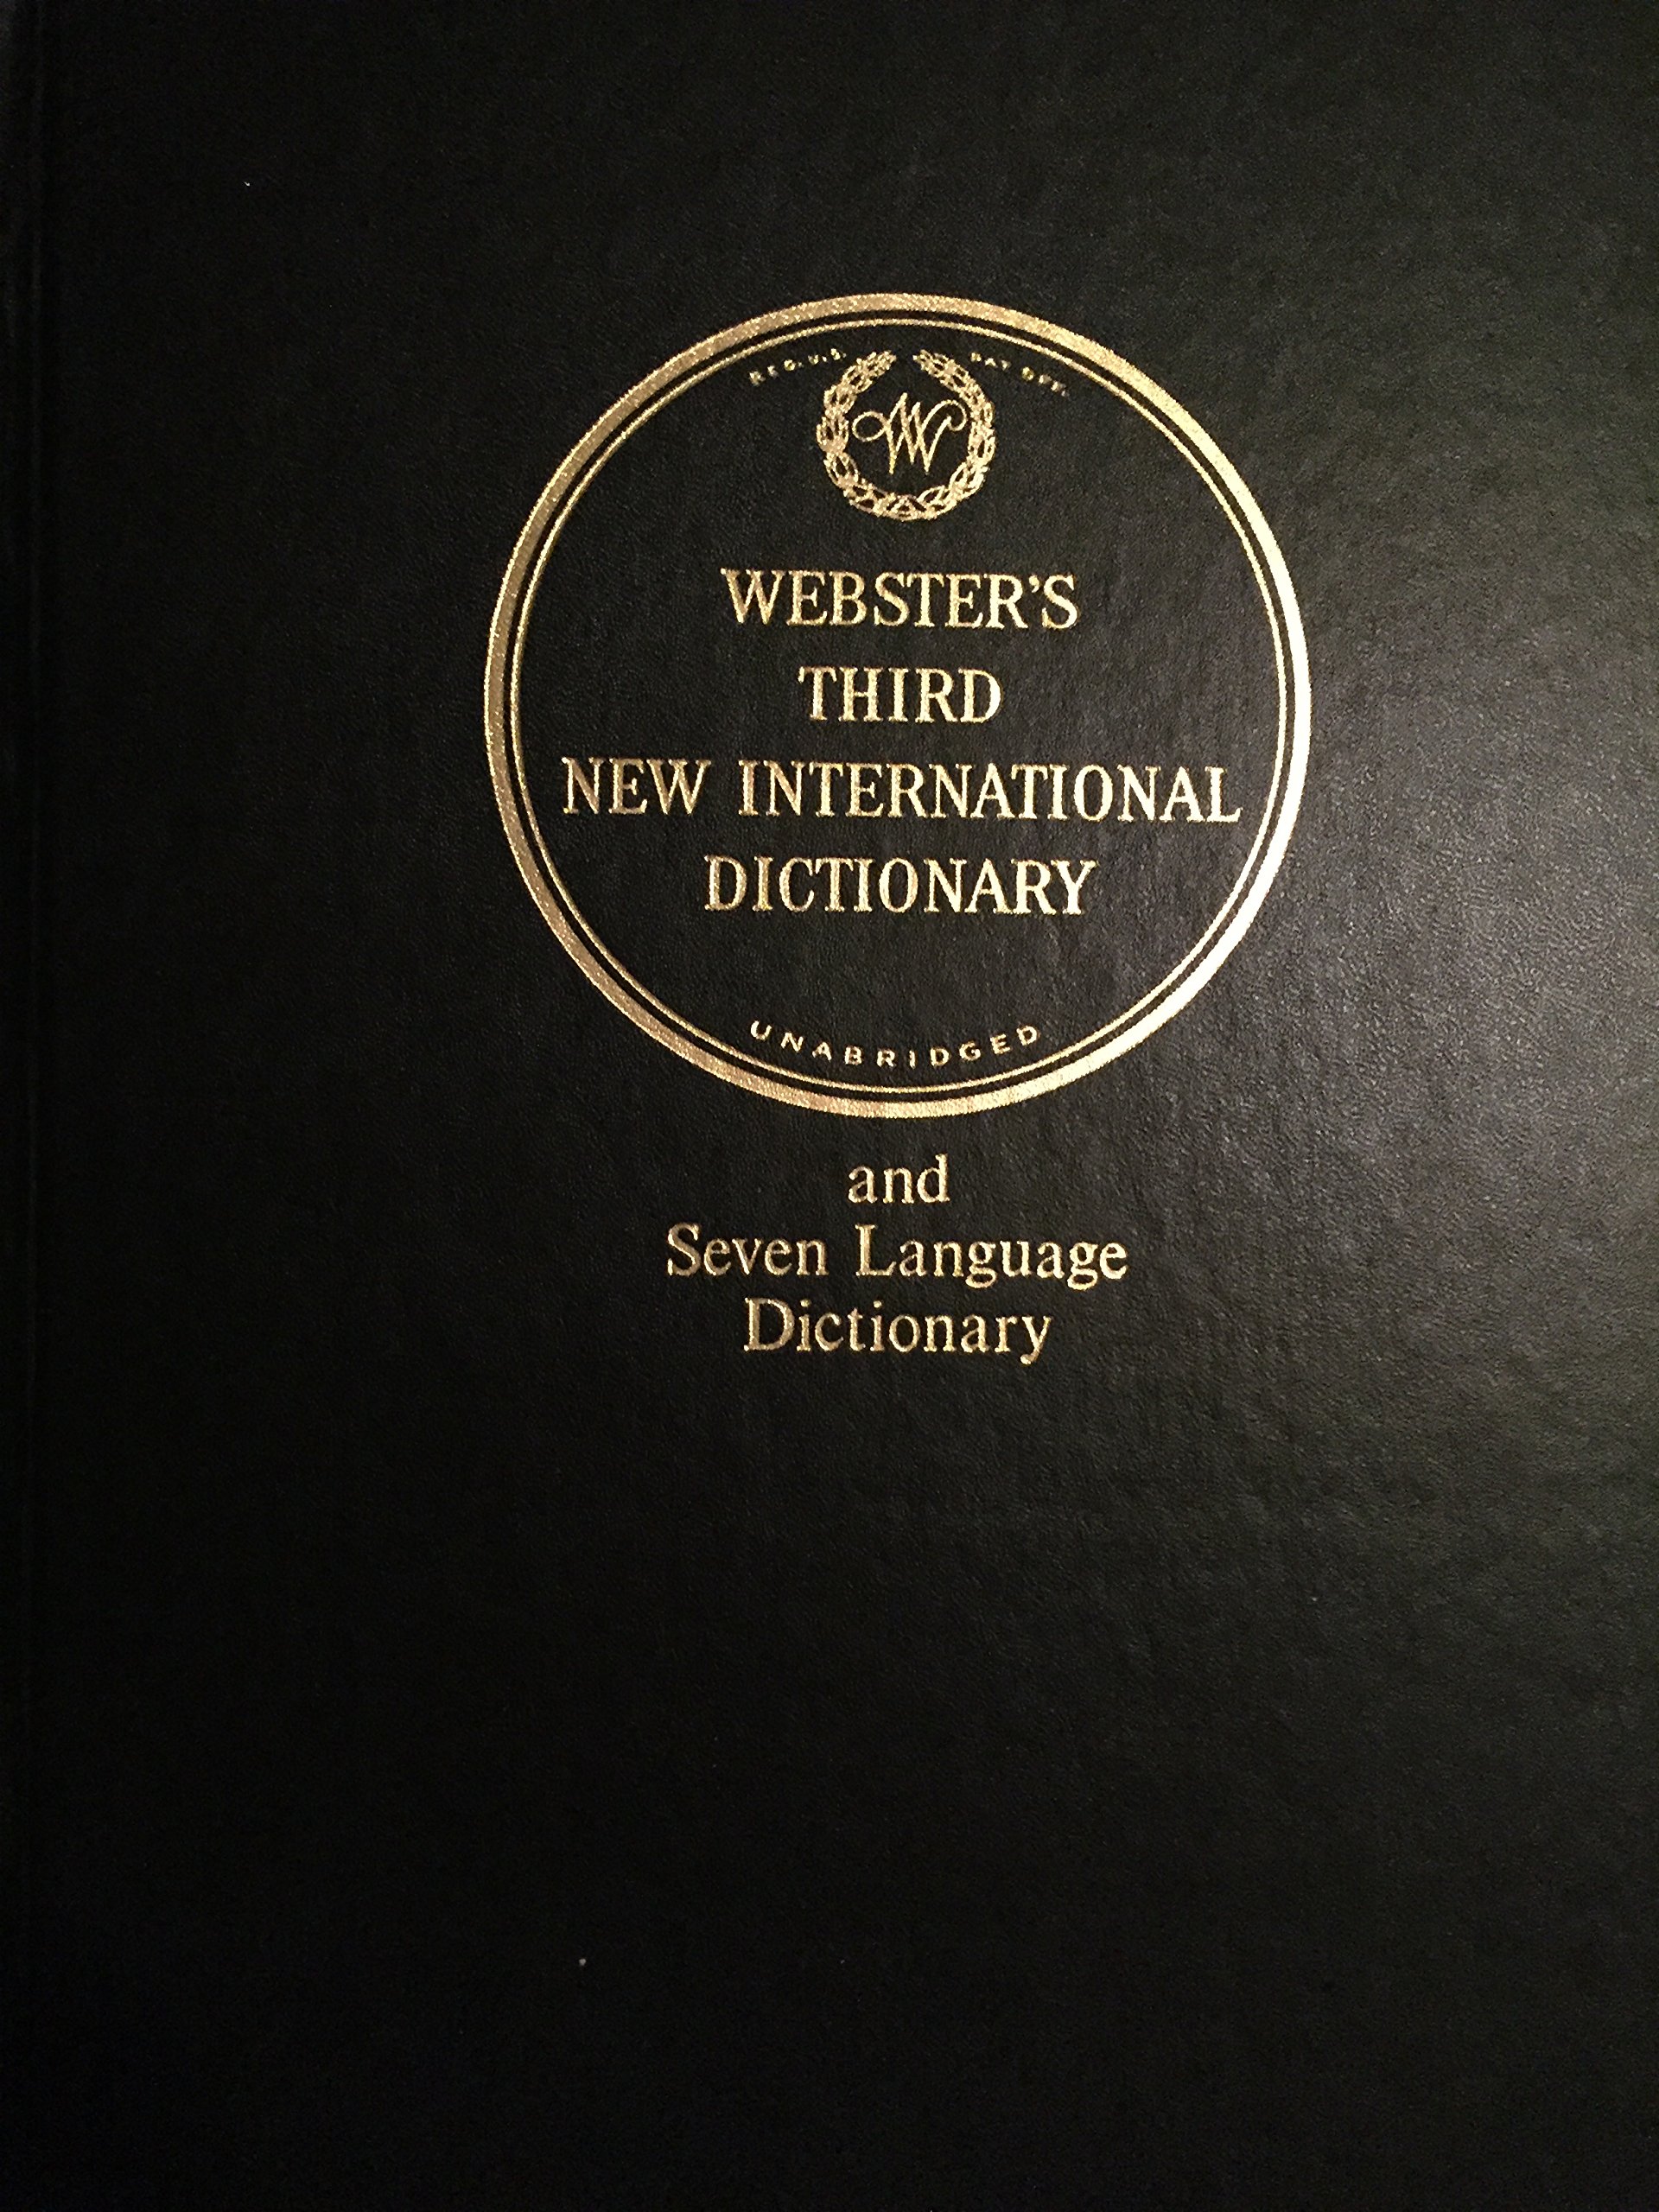 REG. U.S. PAT. OFF.
W
WEBSTER'S
THIRD
NEW INTERNATIONAL
DICTIONARY
UNABRIDGED
and
Seven Language
Dictionary